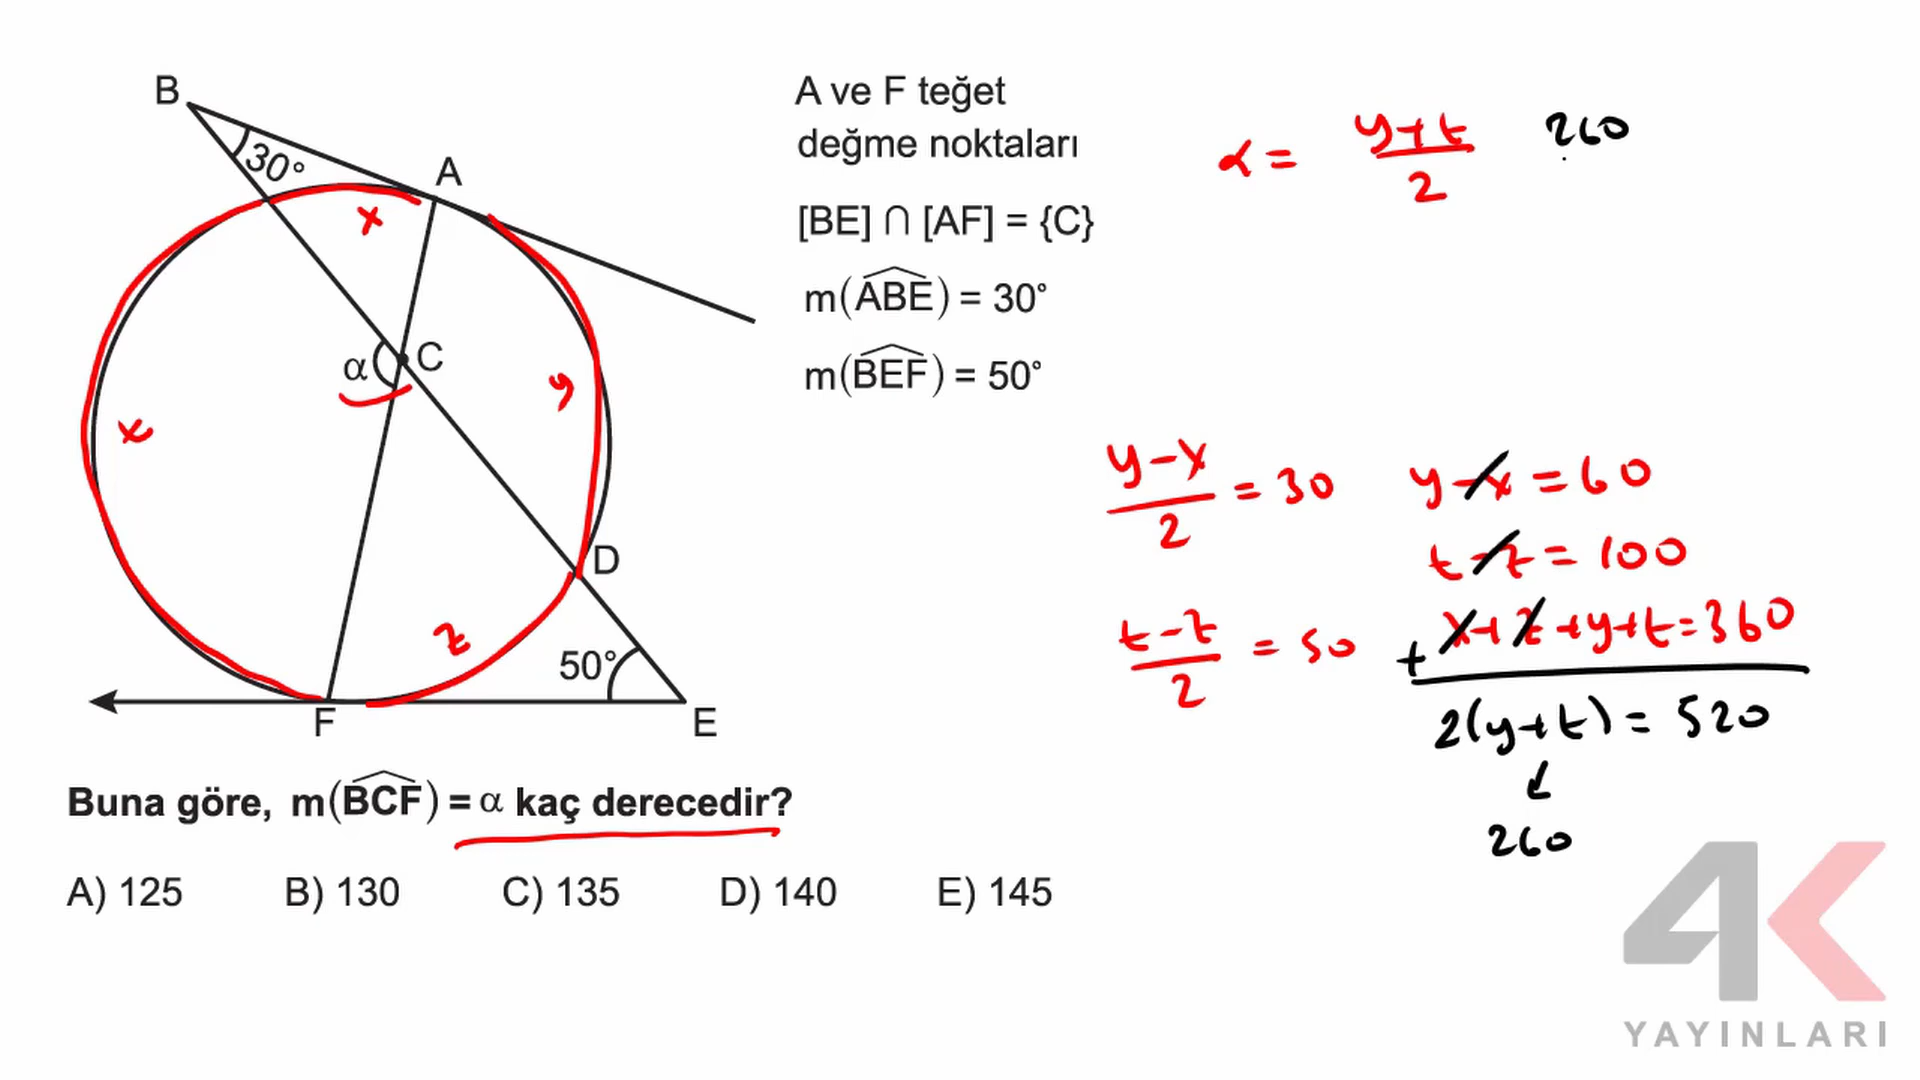 B
30°
A
x
A ve F teğet
değme noktaları
[BE] ∩ [AF] = {C}
m(ABE) = 30°
m(BEF) = 50°
α = y+t/2 260
α C
y
t
D
z
50°
F
E
y-x/2 = 30
y-x = 60
t-z = 100
t-z/2 = 50
+ x+z+y+t=360
2(y+t) = 520
↓
260
Buna göre, m(BCF) = α kaç derecedir?
A) 125 B) 130 C) 135 D) 140 E) 145
4K
YAYINLARI